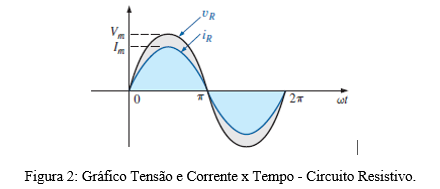 v_R
V_m
I_m
i_R
0
π
2π
ωt
Figura 2: Gráfico Tensão e Corrente x Tempo - Circuito Resistivo.